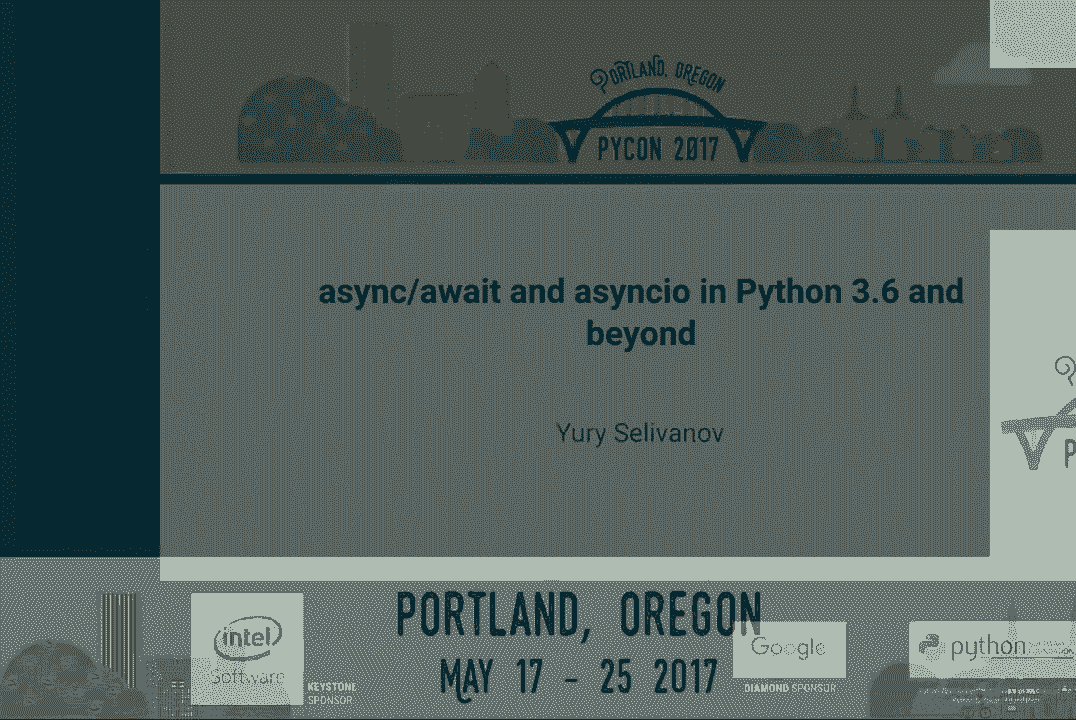 PORTLAND, OREGON
PYCON 2017
async/await and asyncio in Python 3.6 and
beyond
Yury Selivanov
P
PORTLAND, OREGON
MAY 17 - 25 2017
intel
Software
KEYSTONE
SPONSOR
Google
DIAMOND SPONSOR
python